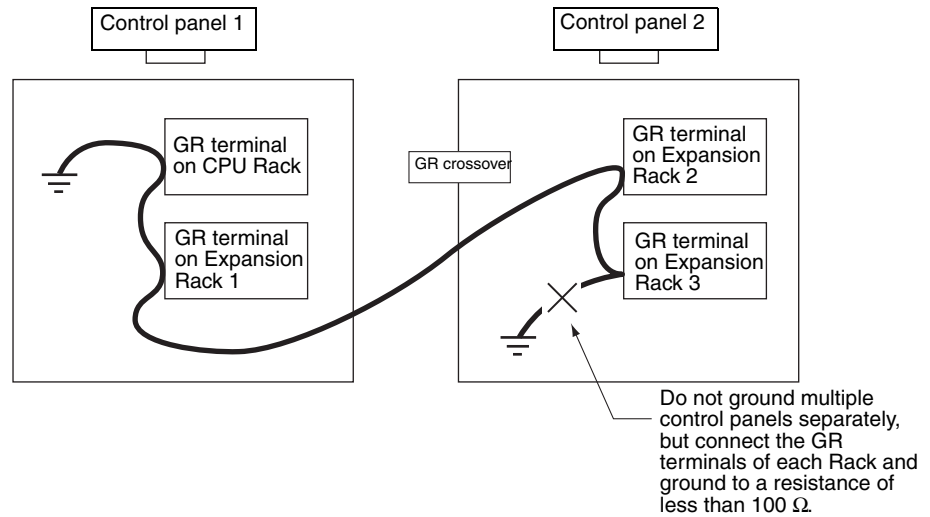 Control panel 1
Control panel 2
GR terminal
on CPU Rack
GR terminal
on Expansion
Rack 1
GR crossover
GR terminal
on Expansion
Rack 2
GR terminal
on Expansion
Rack 3
Do not ground multiple
control panels separately,
but connect the GR
terminals of each Rack and
ground to a resistance of
less than 100 Ω.